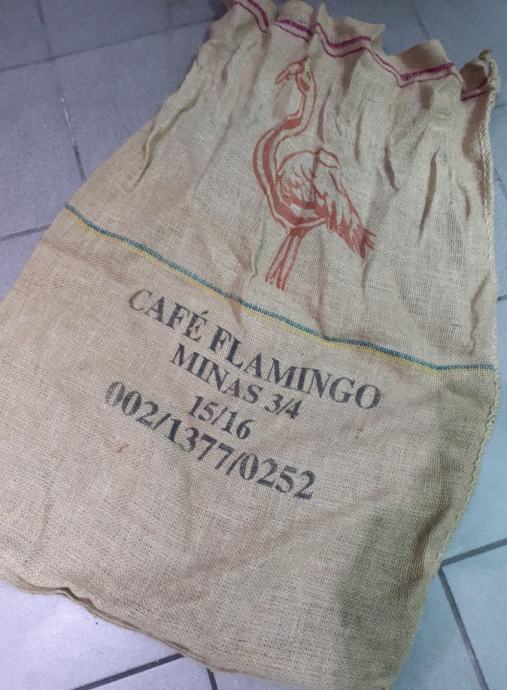 CAFÉ FLAMINGO
MINAS 3/4
15/16
002/1377/0252